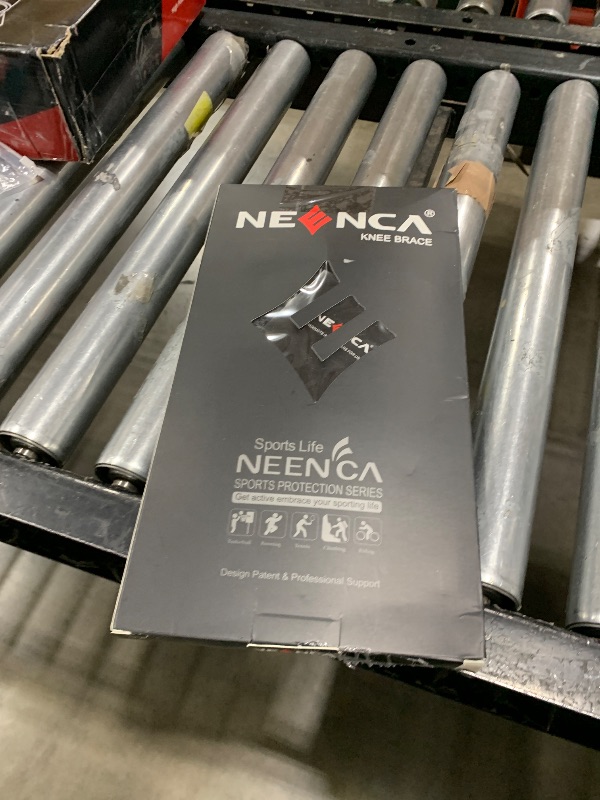 NEENCA®
KNEE BRACE
NEENCA
Sports Life
NEENCA
SPORTS PROTECTION SERIES
Get active embrace your sporting life
Basketball Running Tennis Climbing Riding
Design Patent & Professional Support